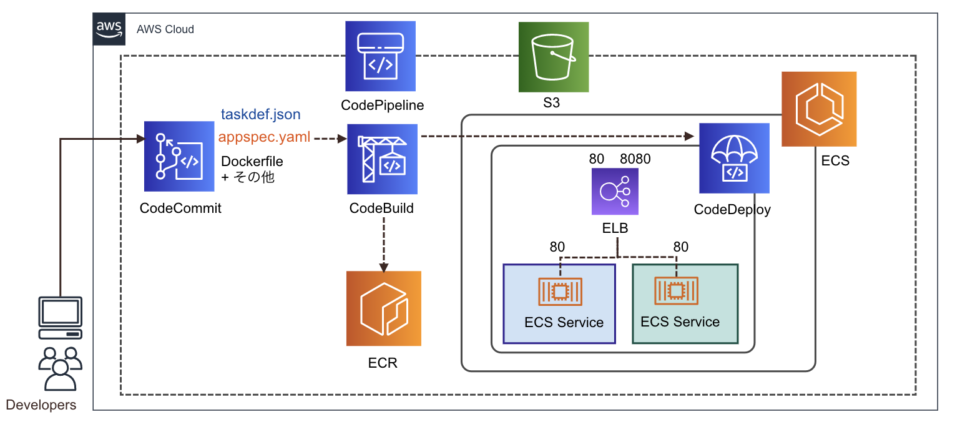 aws
AWS Cloud
CodePipeline
S3
taskdef.json
appspec.yaml
Dockerfile
+ その他
CodeCommit
CodeBuild
80 8080
ELB
CodeDeploy
ECS
80
80
ECS Service
ECS Service
ECR
Developers